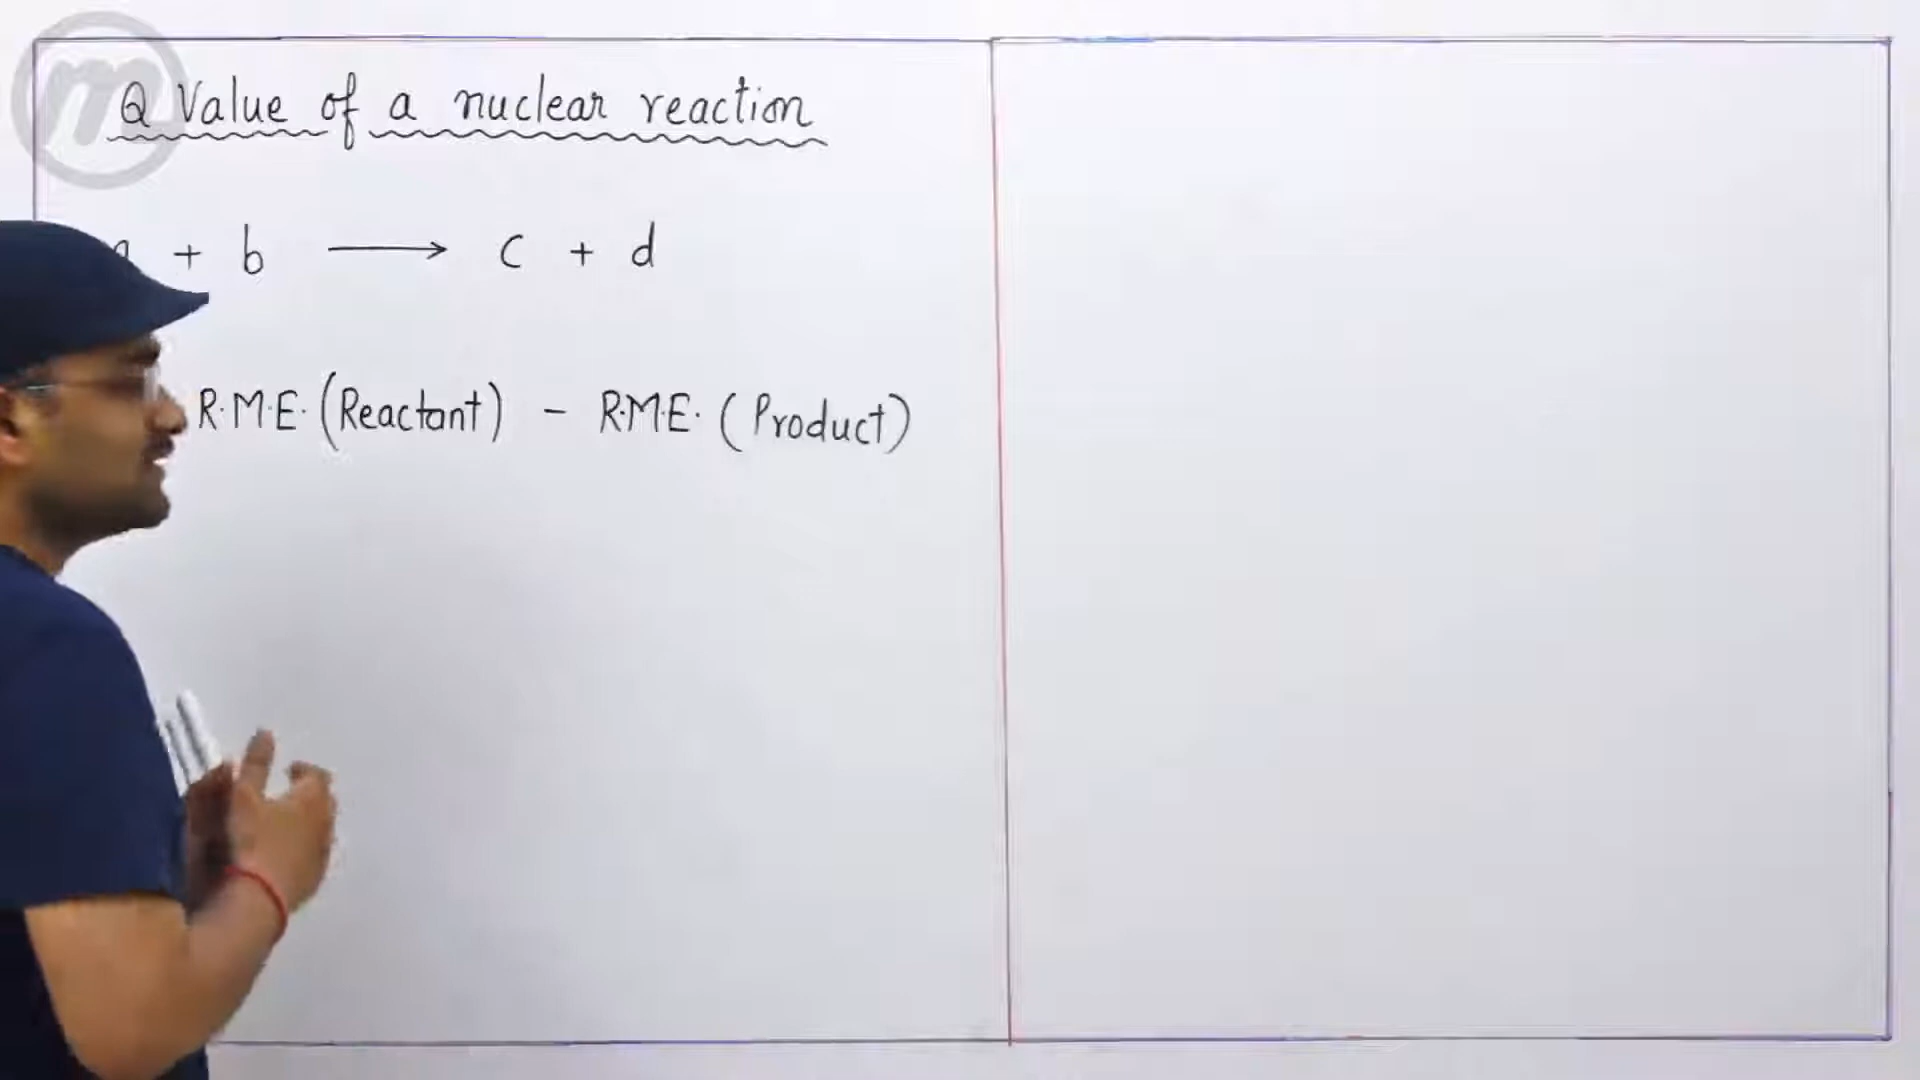 Q Value of a nuclear reaction
a + b ⟶ c + d
R.M.E. (Reactant) - R.M.E. (Product)